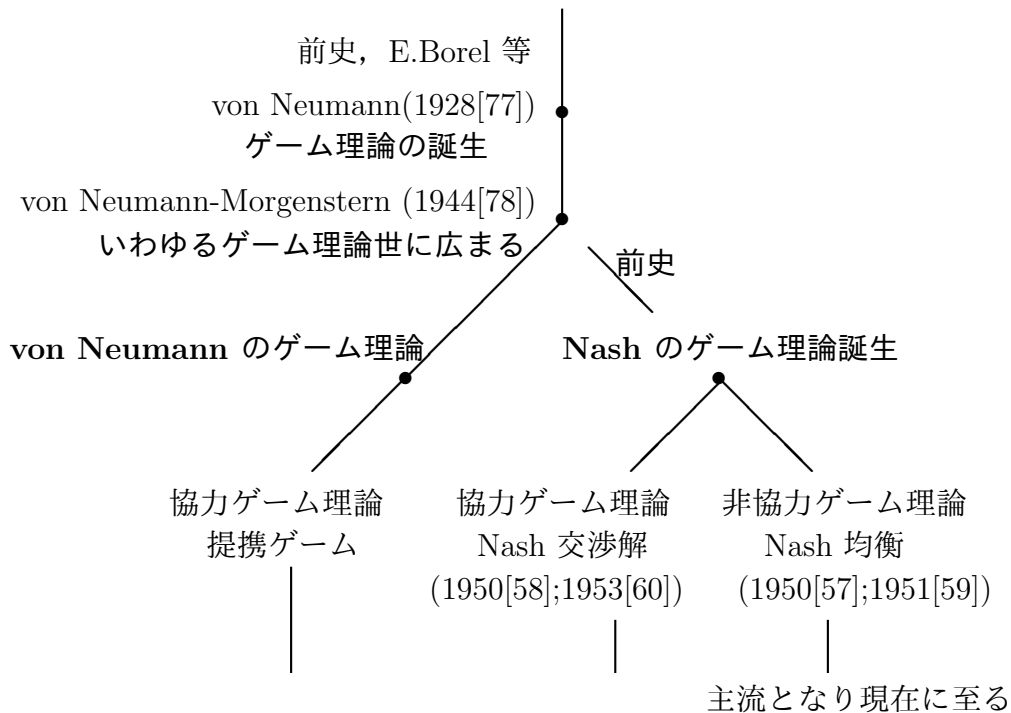 前史，E.Borel 等
von Neumann(1928[77])
ゲーム理論の誕生
von Neumann-Morgenstern (1944[78])
いわゆるゲーム理論世に広まる
前史
von Neumann のゲーム理論
Nash のゲーム理論誕生
協力ゲーム理論
提携ゲーム
協力ゲーム理論
Nash 交渉解
(1950[58];1953[60])
非協力ゲーム理論
Nash 均衡
(1950[57];1951[59])
主流となり現在に至る